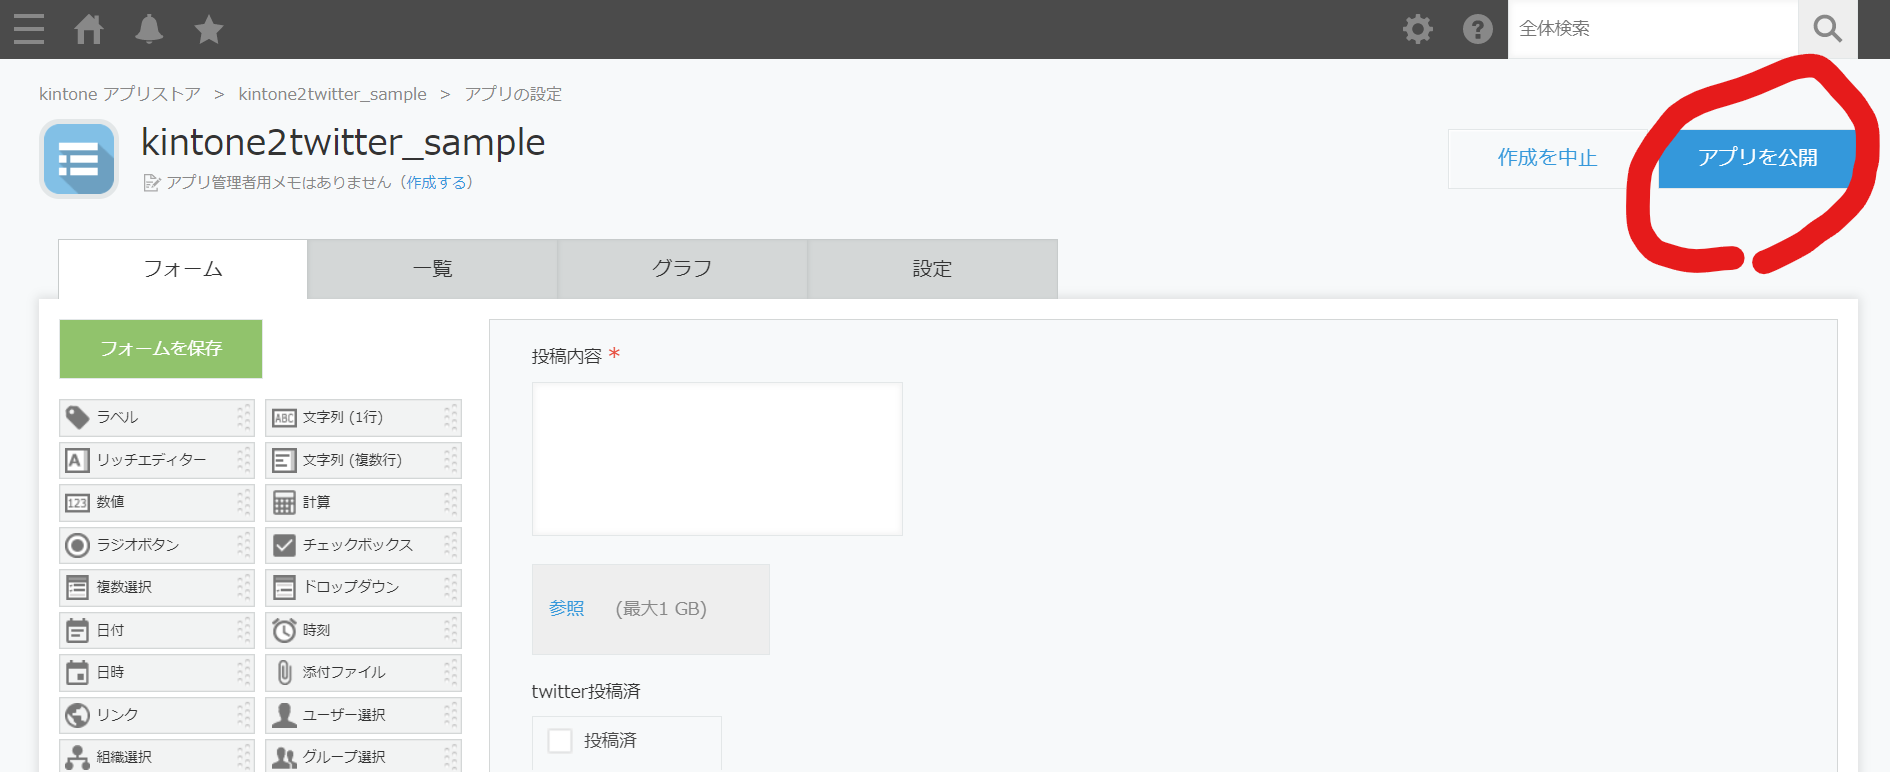 全体検索
kintone アプリストア > kintone2twitter_sample > アプリの設定
kintone2twitter_sample
アプリ管理者用メモはありません（作成する）
作成を中止
アプリを公開
フォーム
一覧
グラフ
設定
フォームを保存
ラベル
ABC 文字列 (1行)
A リッチエディター
文字列 (複数行)
123 数値
計算
ラジオボタン
チェックボックス
複数選択
ドロップダウン
日付
時刻
日時
添付ファイル
リンク
ユーザー選択
組織選択
グループ選択
投稿内容 *
参照 (最大1 GB)
twitter投稿済
投稿済